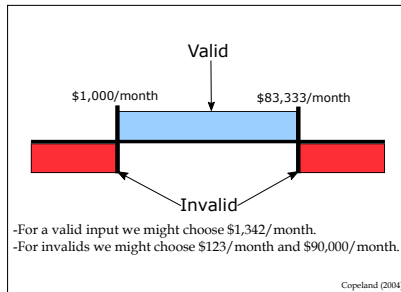 Valid
$1,000/month
$83,333/month
Invalid
-For a valid input we might choose $1,342/month.
-For invalids we might choose $123/month and $90,000/month.
Copeland (2004)